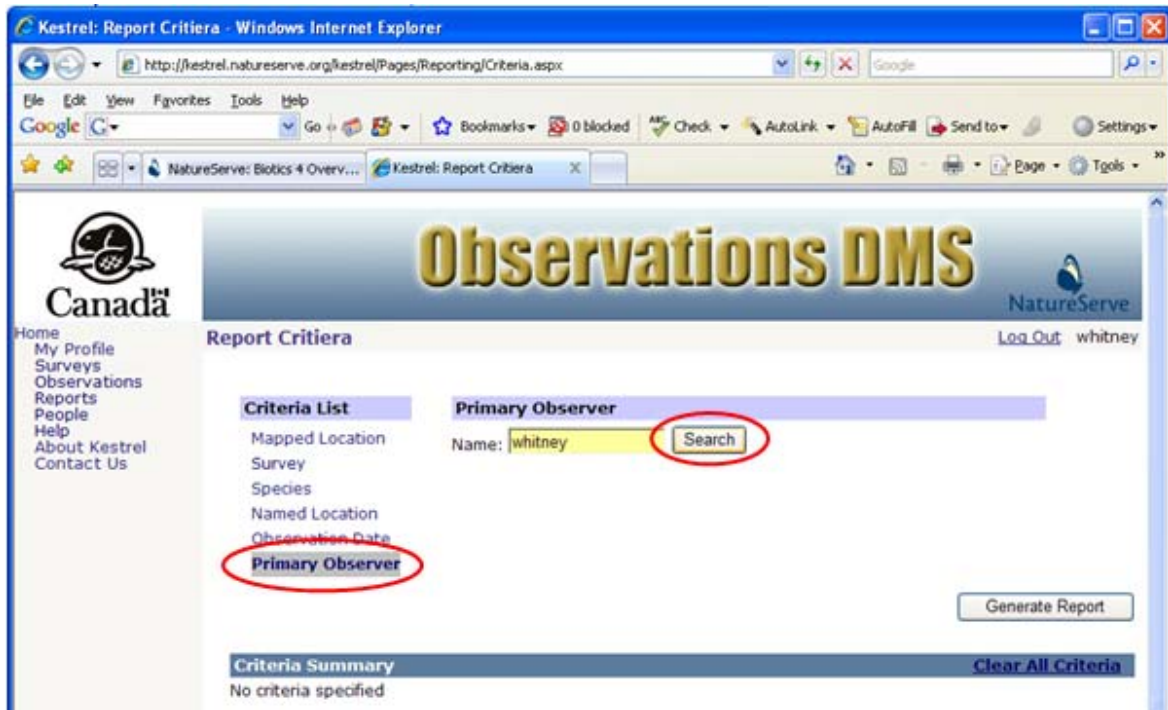 Kestrel: Report Critiera - Windows Internet Explorer
http://kestrel.natureserve.org/kestrel/Pages/Reporting/Criteria.aspx
Google
File Edit View Favorites Tools Help
Google G Go Bookmarks 0 blocked ABC Check AutoLink AutoFill Send to Settings
NatureServe: Biotics 4 Overv... Kestrel: Report Critiera X Page Tools »
Observations DMS
Canada
NatureServe
Home
My Profile
Surveys
Observations
Reports
People
Help
About Kestrel
Contact Us
Report Critiera
Log Out whitney
Criteria List
Mapped Location
Survey
Species
Named Location
Observation Date
Primary Observer
Primary Observer
Name: whitney Search
Generate Report
Criteria Summary Clear All Criteria
No criteria specified